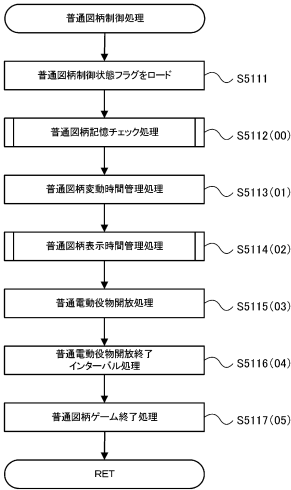 普通図柄制御処理
普通図柄制御状態フラグをロード
S5111
普通図柄記憶チェック処理
S5112(00)
普通図柄変動時間管理処理
S5113(01)
普通図柄表示時間管理処理
S5114(02)
普通電動役物開放処理
S5115(03)
普通電動役物開放終了
インターバル処理
S5116(04)
普通図柄ゲーム終了処理
S5117(05)
RET